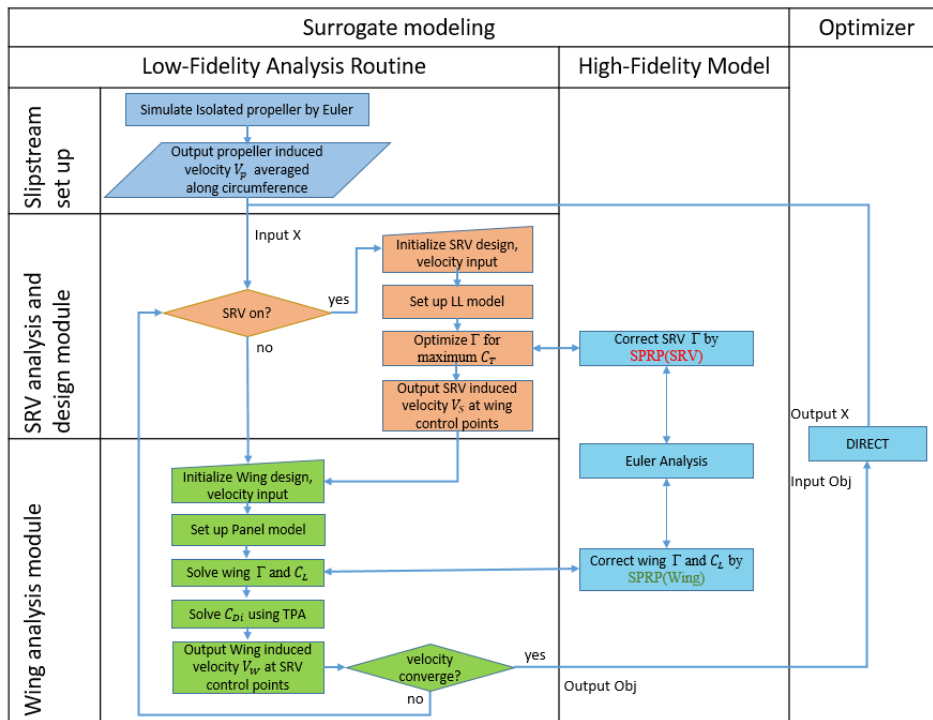 Surrogate modeling
Optimizer
Low-Fidelity Analysis Routine
High-Fidelity Model
Slipstream
set up
Simulate Isolated propeller by Euler
Output propeller induced
velocity V_p averaged
along circumference
Input X
SRV analysis and
design module
SRV on?
yes
no
Initialize SRV design,
velocity input
Set up LL model
Optimize Γ for
maximum C_T
Output SRV induced
velocity V_S at wing
control points
Correct SRV Γ by
SPRP(SRV)
Euler Analysis
Output X
DIRECT
Input Obj
Wing analysis module
Initialize Wing design,
velocity input
Set up Panel model
Solve wing Γ and C_L
Correct wing Γ and C_L by
SPRP(Wing)
Solve C_Di using TPA
Output Wing induced
velocity V_W at SRV
control points
velocity
converge?
yes
no
Output Obj